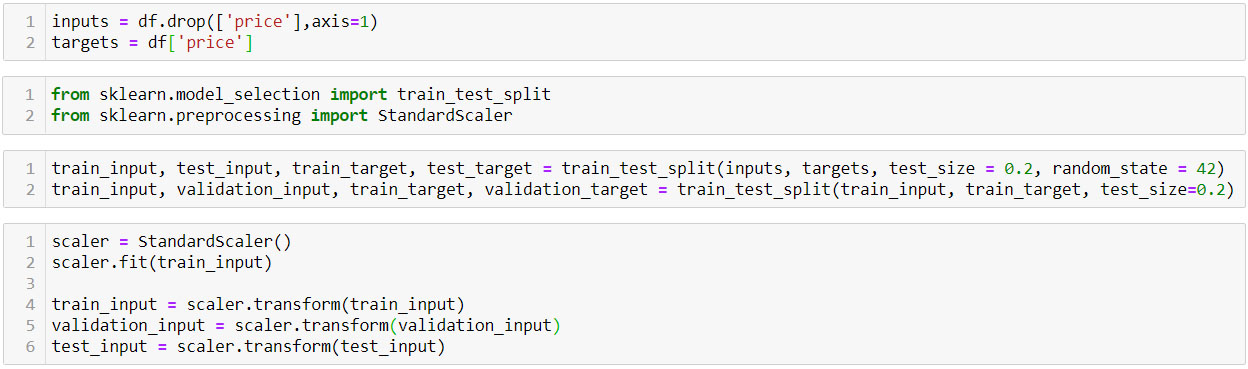 1 inputs = df.drop(['price'],axis=1)
2 targets = df['price']
1 from sklearn.model_selection import train_test_split
2 from sklearn.preprocessing import StandardScaler
1 train_input, test_input, train_target, test_target = train_test_split(inputs, targets, test_size = 0.2, random_state = 42)
2 train_input, validation_input, train_target, validation_target = train_test_split(train_input, train_target, test_size=0.2)
1 scaler = StandardScaler()
2 scaler.fit(train_input)
3
4 train_input = scaler.transform(train_input)
5 validation_input = scaler.transform(validation_input)
6 test_input = scaler.transform(test_input)